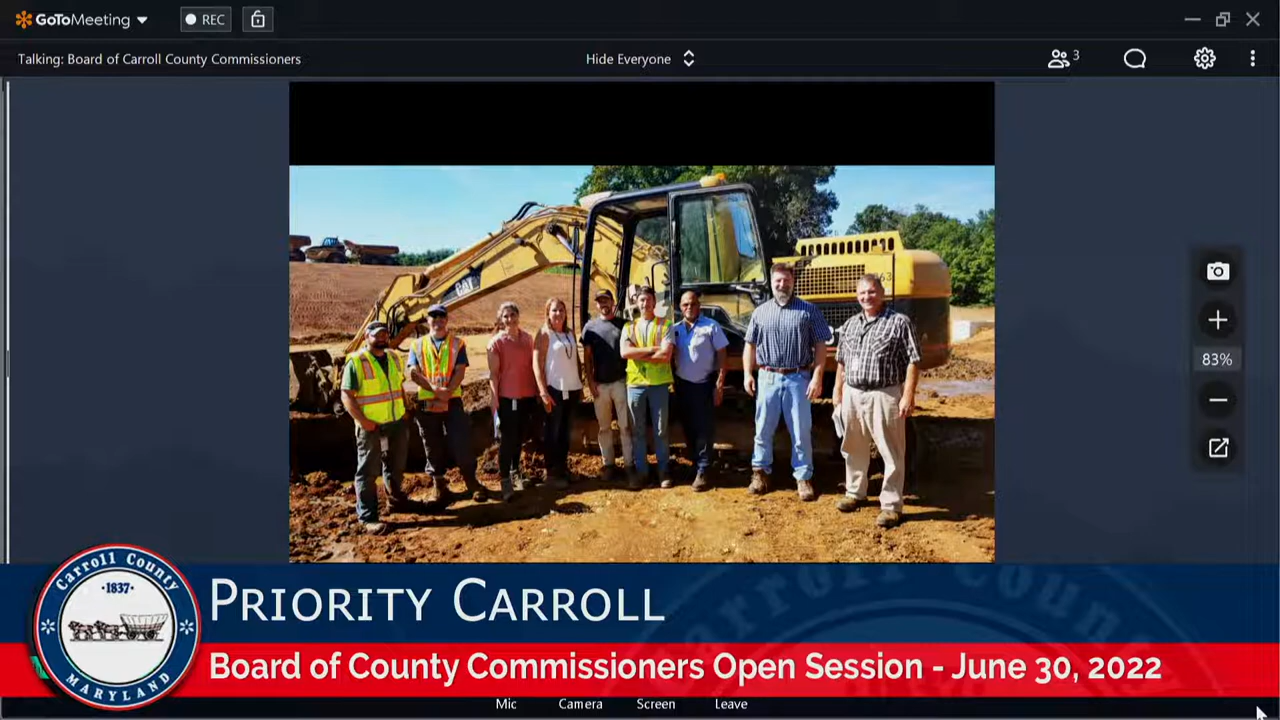 GoToMeeting
REC
Talking: Board of Carroll County Commissioners
Hide Everyone
3
CAT
83%
Carroll County
·1837·
MARYLAND
PRIORITY CARROLL
Board of County Commissioners Open Session - June 30, 2022
Mic
Camera
Screen
Leave